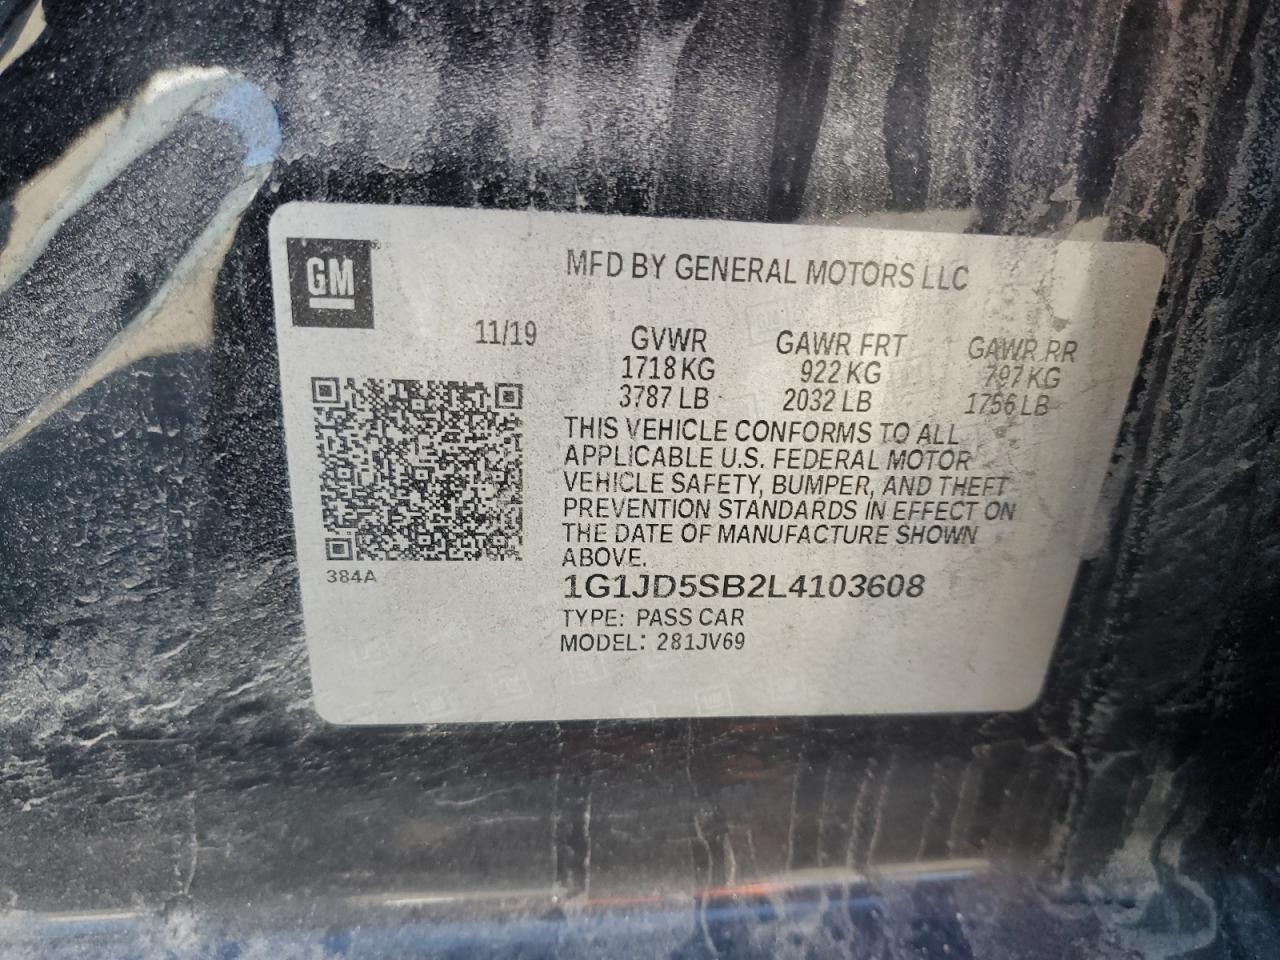 GM
MFD BY GENERAL MOTORS LLC
11/19 GVWR GAWR FRT GAWR RR
1718 KG 922 KG 797 KG
3787 LB 2032 LB 1756 LB
THIS VEHICLE CONFORMS TO ALL
APPLICABLE U.S. FEDERAL MOTOR
VEHICLE SAFETY, BUMPER, AND THEFT
PREVENTION STANDARDS IN EFFECT ON
THE DATE OF MANUFACTURE SHOWN
ABOVE.
384A
1G1JD5SB2L4103608
TYPE: PASS CAR
MODEL: 281JV69